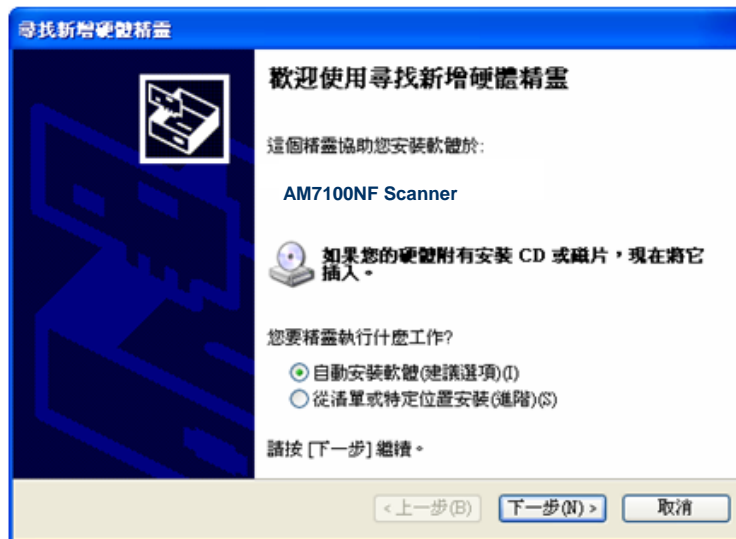 尋找新增硬體精靈
歡迎使用尋找新增硬體精靈
這個精靈協助您安裝軟體於:
AM7100NF Scanner
如果您的硬體附有安裝 CD 或磁片，現在將它
插入。
您要精靈執行什麼工作?
自動安裝軟體(建議選項)(I)
從清單或特定位置安裝(進階)(S)
請按 [下一步] 繼續。
<上一步(B)
下一步(N) >
取消